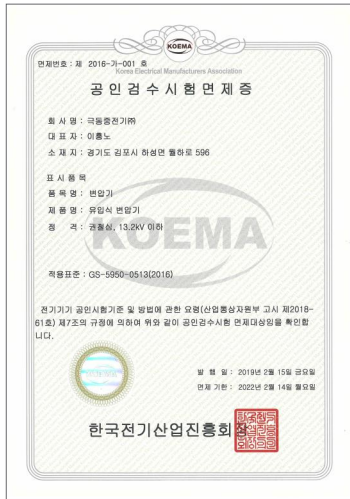 KOEMA
면제번호 : 제 2016-가-001 호
Korea Electrical Manufacturers Association
공인검수시험면제증
회 사 명 : 극동중전기㈜
대 표 자 : 이흥노
소 재 지 : 경기도 김포시 하성면 월하로 596
표 시 품 목
품 목 명 : 변압기
제 품 명 : 유입식 변압기
정 격 : 권철심, 13.2kV 이하
KOEMA
적용표준 : GS-5950-0513(2016)
전기기기 공인시험기준 및 방법에 관한 요령(산업통상자원부 고시 제2018-
61호) 제7조의 규정에 의하여 위와 같이 공인검수시험 면제대상임을 확인합
니다.
발 행 일 : 2019년 2월 15일 금요일
면제 기한 : 2022년 2월 14일 월요일
한국전기산업진흥회장